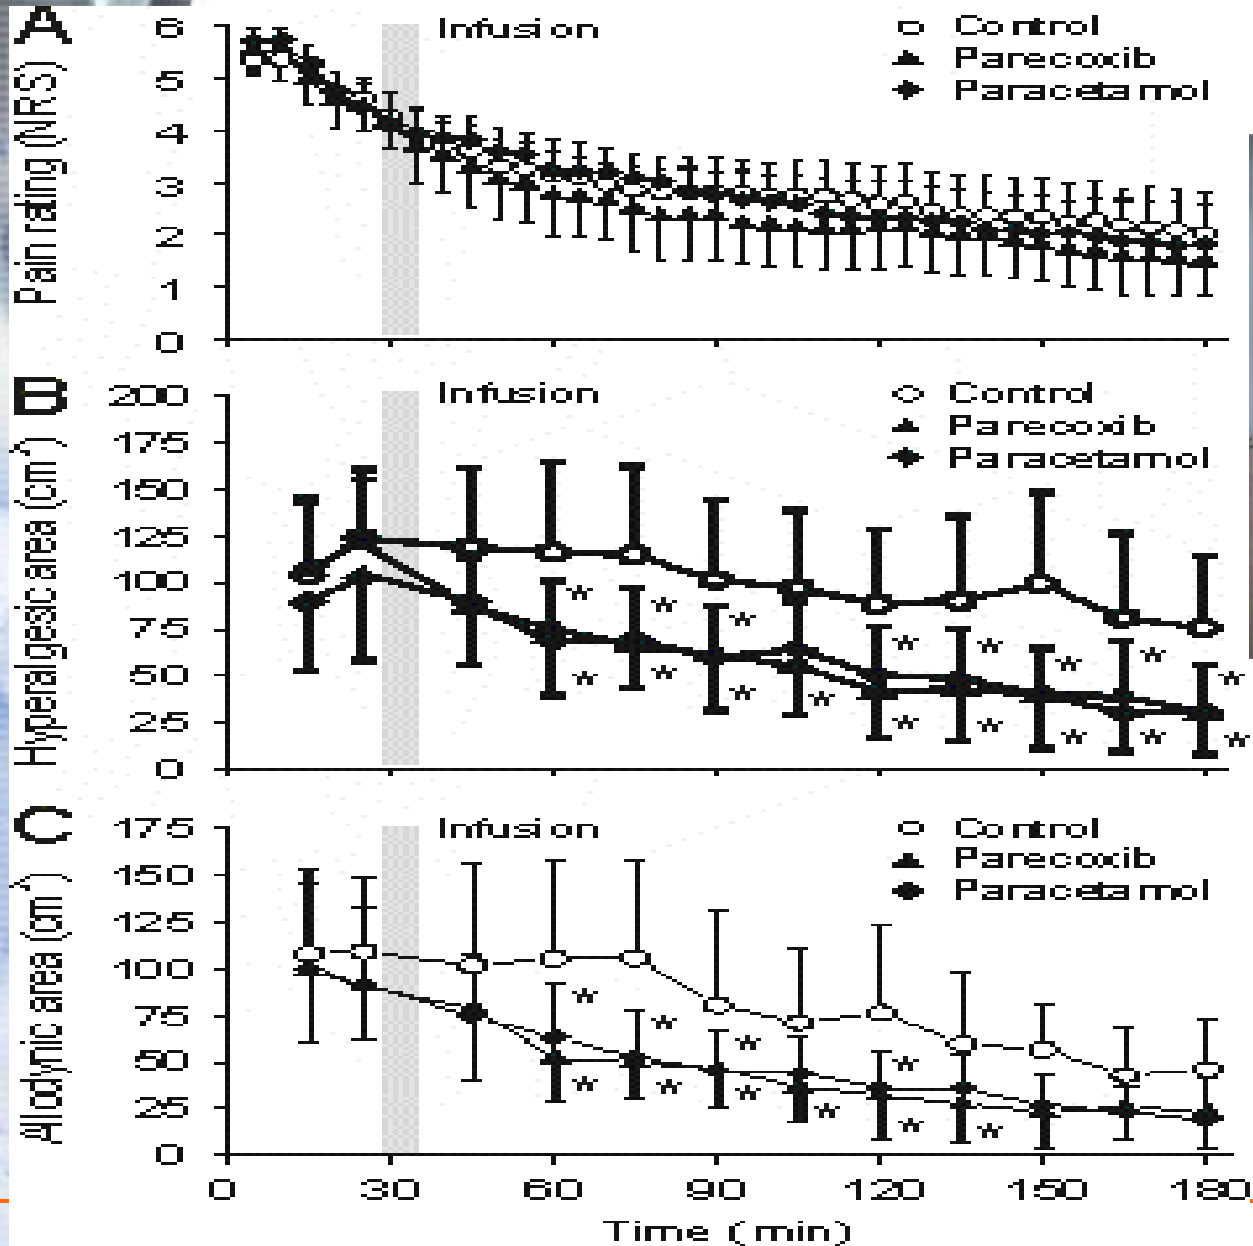 A
Pain rating (NRS)
6
5
4
3
2
1
0
Infusion
Control
Parecoxib
Paracetamol
B
Hyperalgesic area (cm²)
200
175
150
125
100
75
50
25
0
Infusion
Control
Parecoxib
Paracetamol
* * * * * * * *
* * * * * * * * *
C
Allodynic area (cm²)
175
150
125
100
75
50
25
0
Infusion
Control
Parecoxib
Paracetamol
* * * *
* * * * * *
0 30 60 90 120 150 180
Time (min)